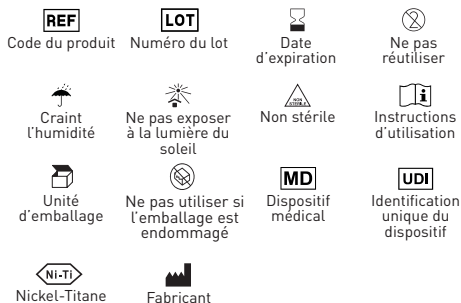 REF
Code du produit
LOT
Numéro du lot
Date
d'expiration
2
Ne pas
réutiliser
Craint
l'humidité
Ne pas exposer
à la lumière du
soleil
NON
STERILE
Non stérile
i
Instructions
d'utilisation
Unité
d'emballage
Ne pas utiliser si
l'emballage est
endommagé
MD
Dispositif
médical
UDI
Identification
unique du
dispositif
Ni-Ti
Nickel-Titane
Fabricant